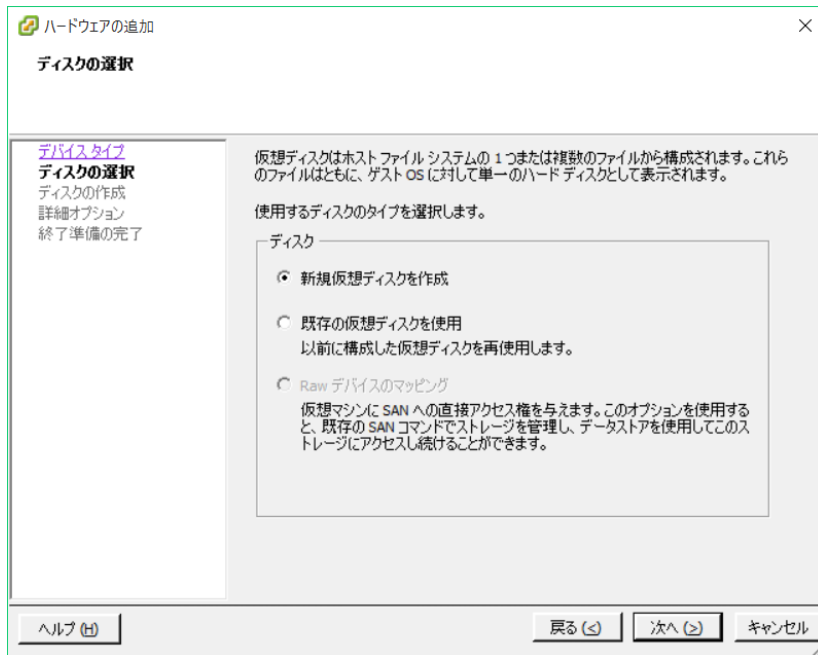 ハードウェアの追加
ディスクの選択
デバイス タイプ
ディスクの選択
ディスクの作成
詳細オプション
終了準備の完了
仮想ディスクはホスト ファイル システムの 1 つまたは複数のファイルから構成されます。これら
のファイルはともに、ゲスト OS に対して単一のハード ディスクとして表示されます。
使用するディスクのタイプを選択します。
ディスク
新規仮想ディスクを作成
既存の仮想ディスクを使用
以前に構成した仮想ディスクを再使用します。
Raw デバイスのマッピング
仮想マシンに SAN への直接アクセス権を与えます。このオプションを使用する
と、既存の SAN コマンドでストレージを管理し、データストアを使用してこのス
トレージにアクセスし続けることができます。
ヘルプ (H)
戻る (<)
次へ (>)
キャンセル